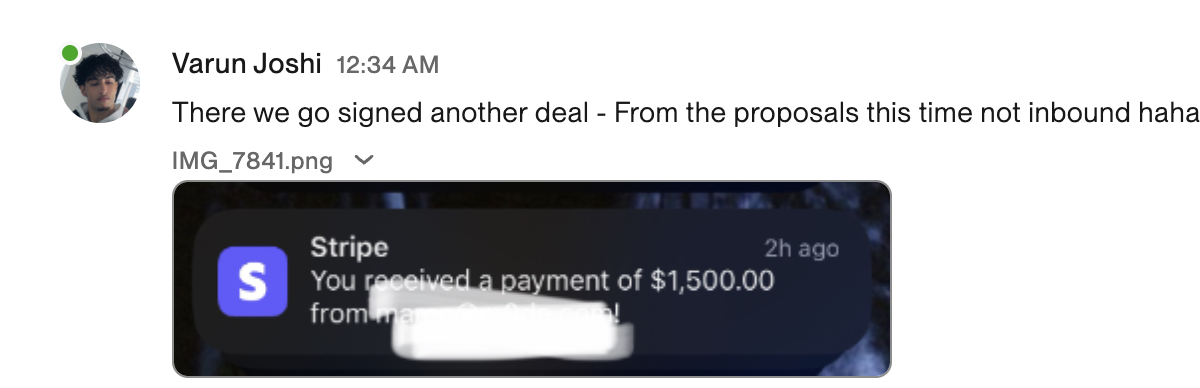 Varun Joshi 12:34 AM
There we go signed another deal - From the proposals this time not inbound haha
IMG_7841.png
S
Stripe 2h ago
You received a payment of $1,500.00
from